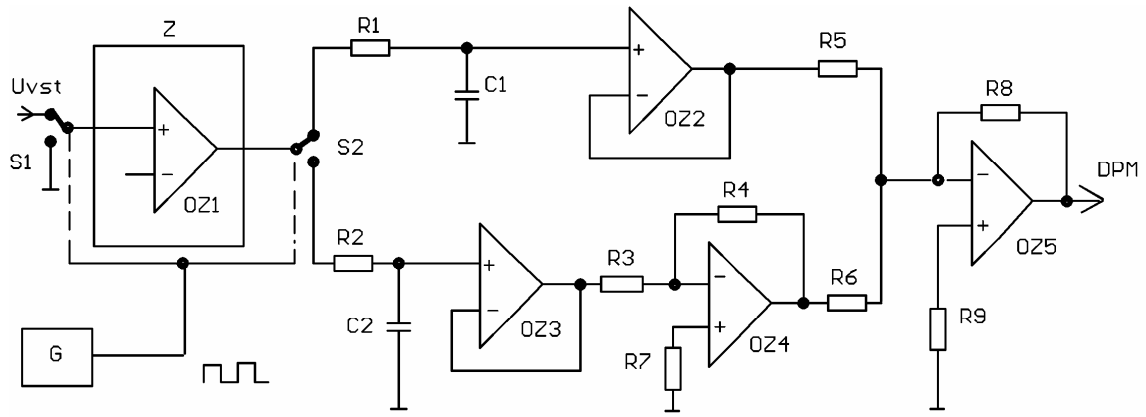 Z
Uvst
S1
+
-
OZ1
S2
R1
C1
+
-
OZ2
R5
R8
-
+
OZ5
DPM
R2
C2
+
-
OZ3
R3
R4
-
+
OZ4
R6
R7
R9
G